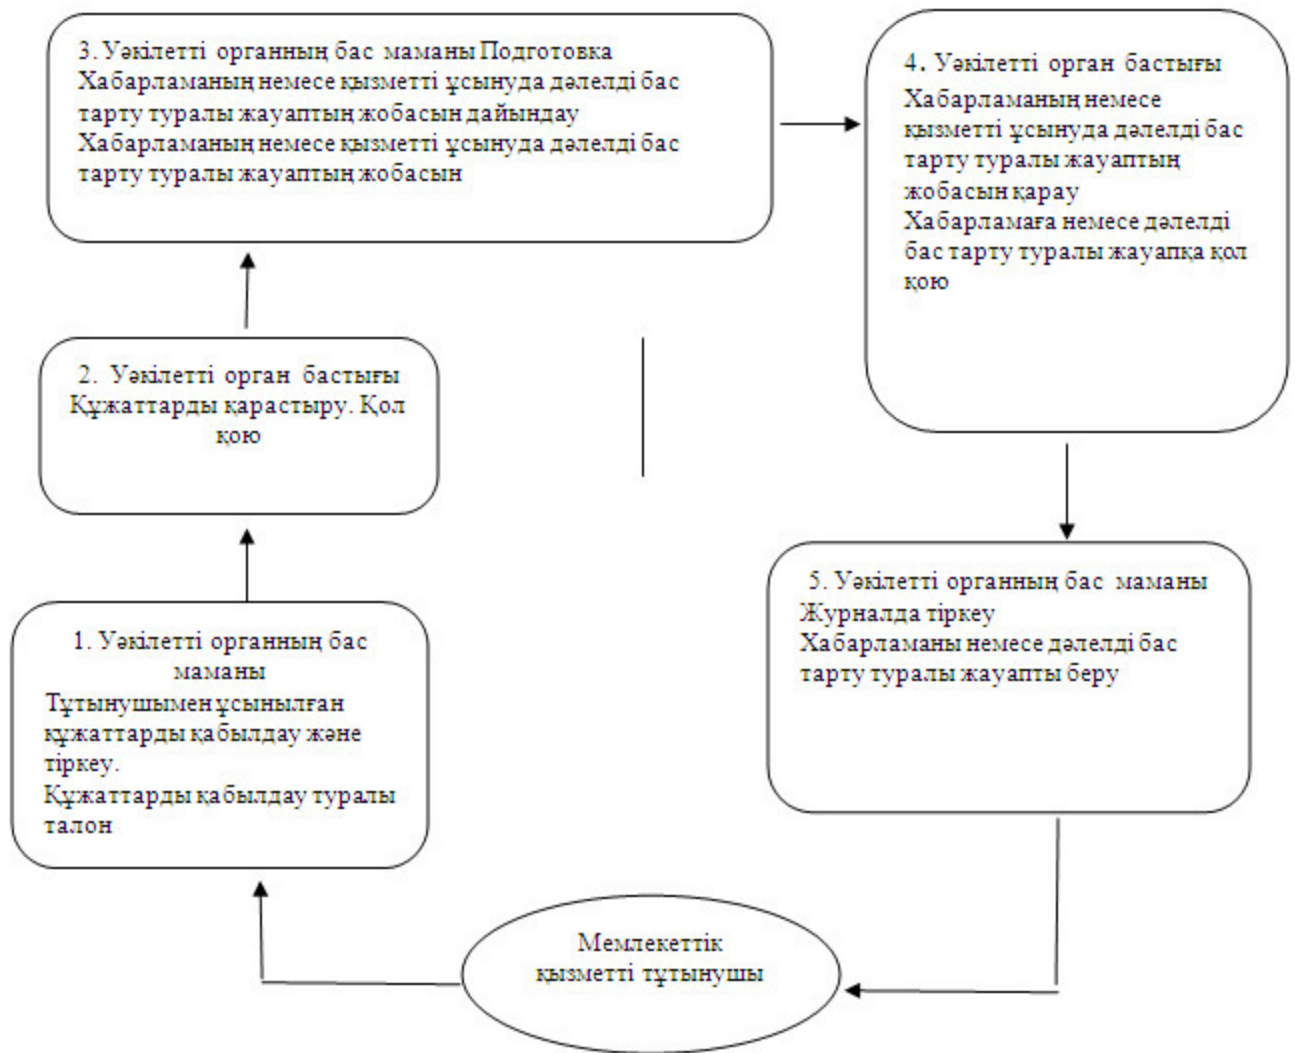 3. Уәкілетті органның бас маманы Подготовка
Хабарламаның немесе қызметті ұсынуда дәлелді бас
тарту туралы жауаптың жобасын дайындау
Хабарламаның немесе қызметті ұсынуда дәлелді бас
тарту туралы жауаптың жобасын
4. Уәкілетті орган бастығы
Хабарламаның немесе
қызметті ұсынуда дәлелді бас
тарту туралы жауаптың
жобасын қарау
Хабарламаға немесе дәлелді
бас тарту туралы жауапқа қол
қою
2. Уәкілетті орган бастығы
Құжаттарды қарастыру. Қол
қою
1. Уәкілетті органның бас
маманы
Тұтынушымен ұсынылған
құжаттарды қабылдау және
тіркеу.
Құжаттарды қабылдау туралы
талон
5. Уәкілетті органның бас маманы
Журналда тіркеу
Хабарламаны немесе дәлелді бас
тарту туралы жауапты беру
Мемлекеттік
қызметті тұтынушы